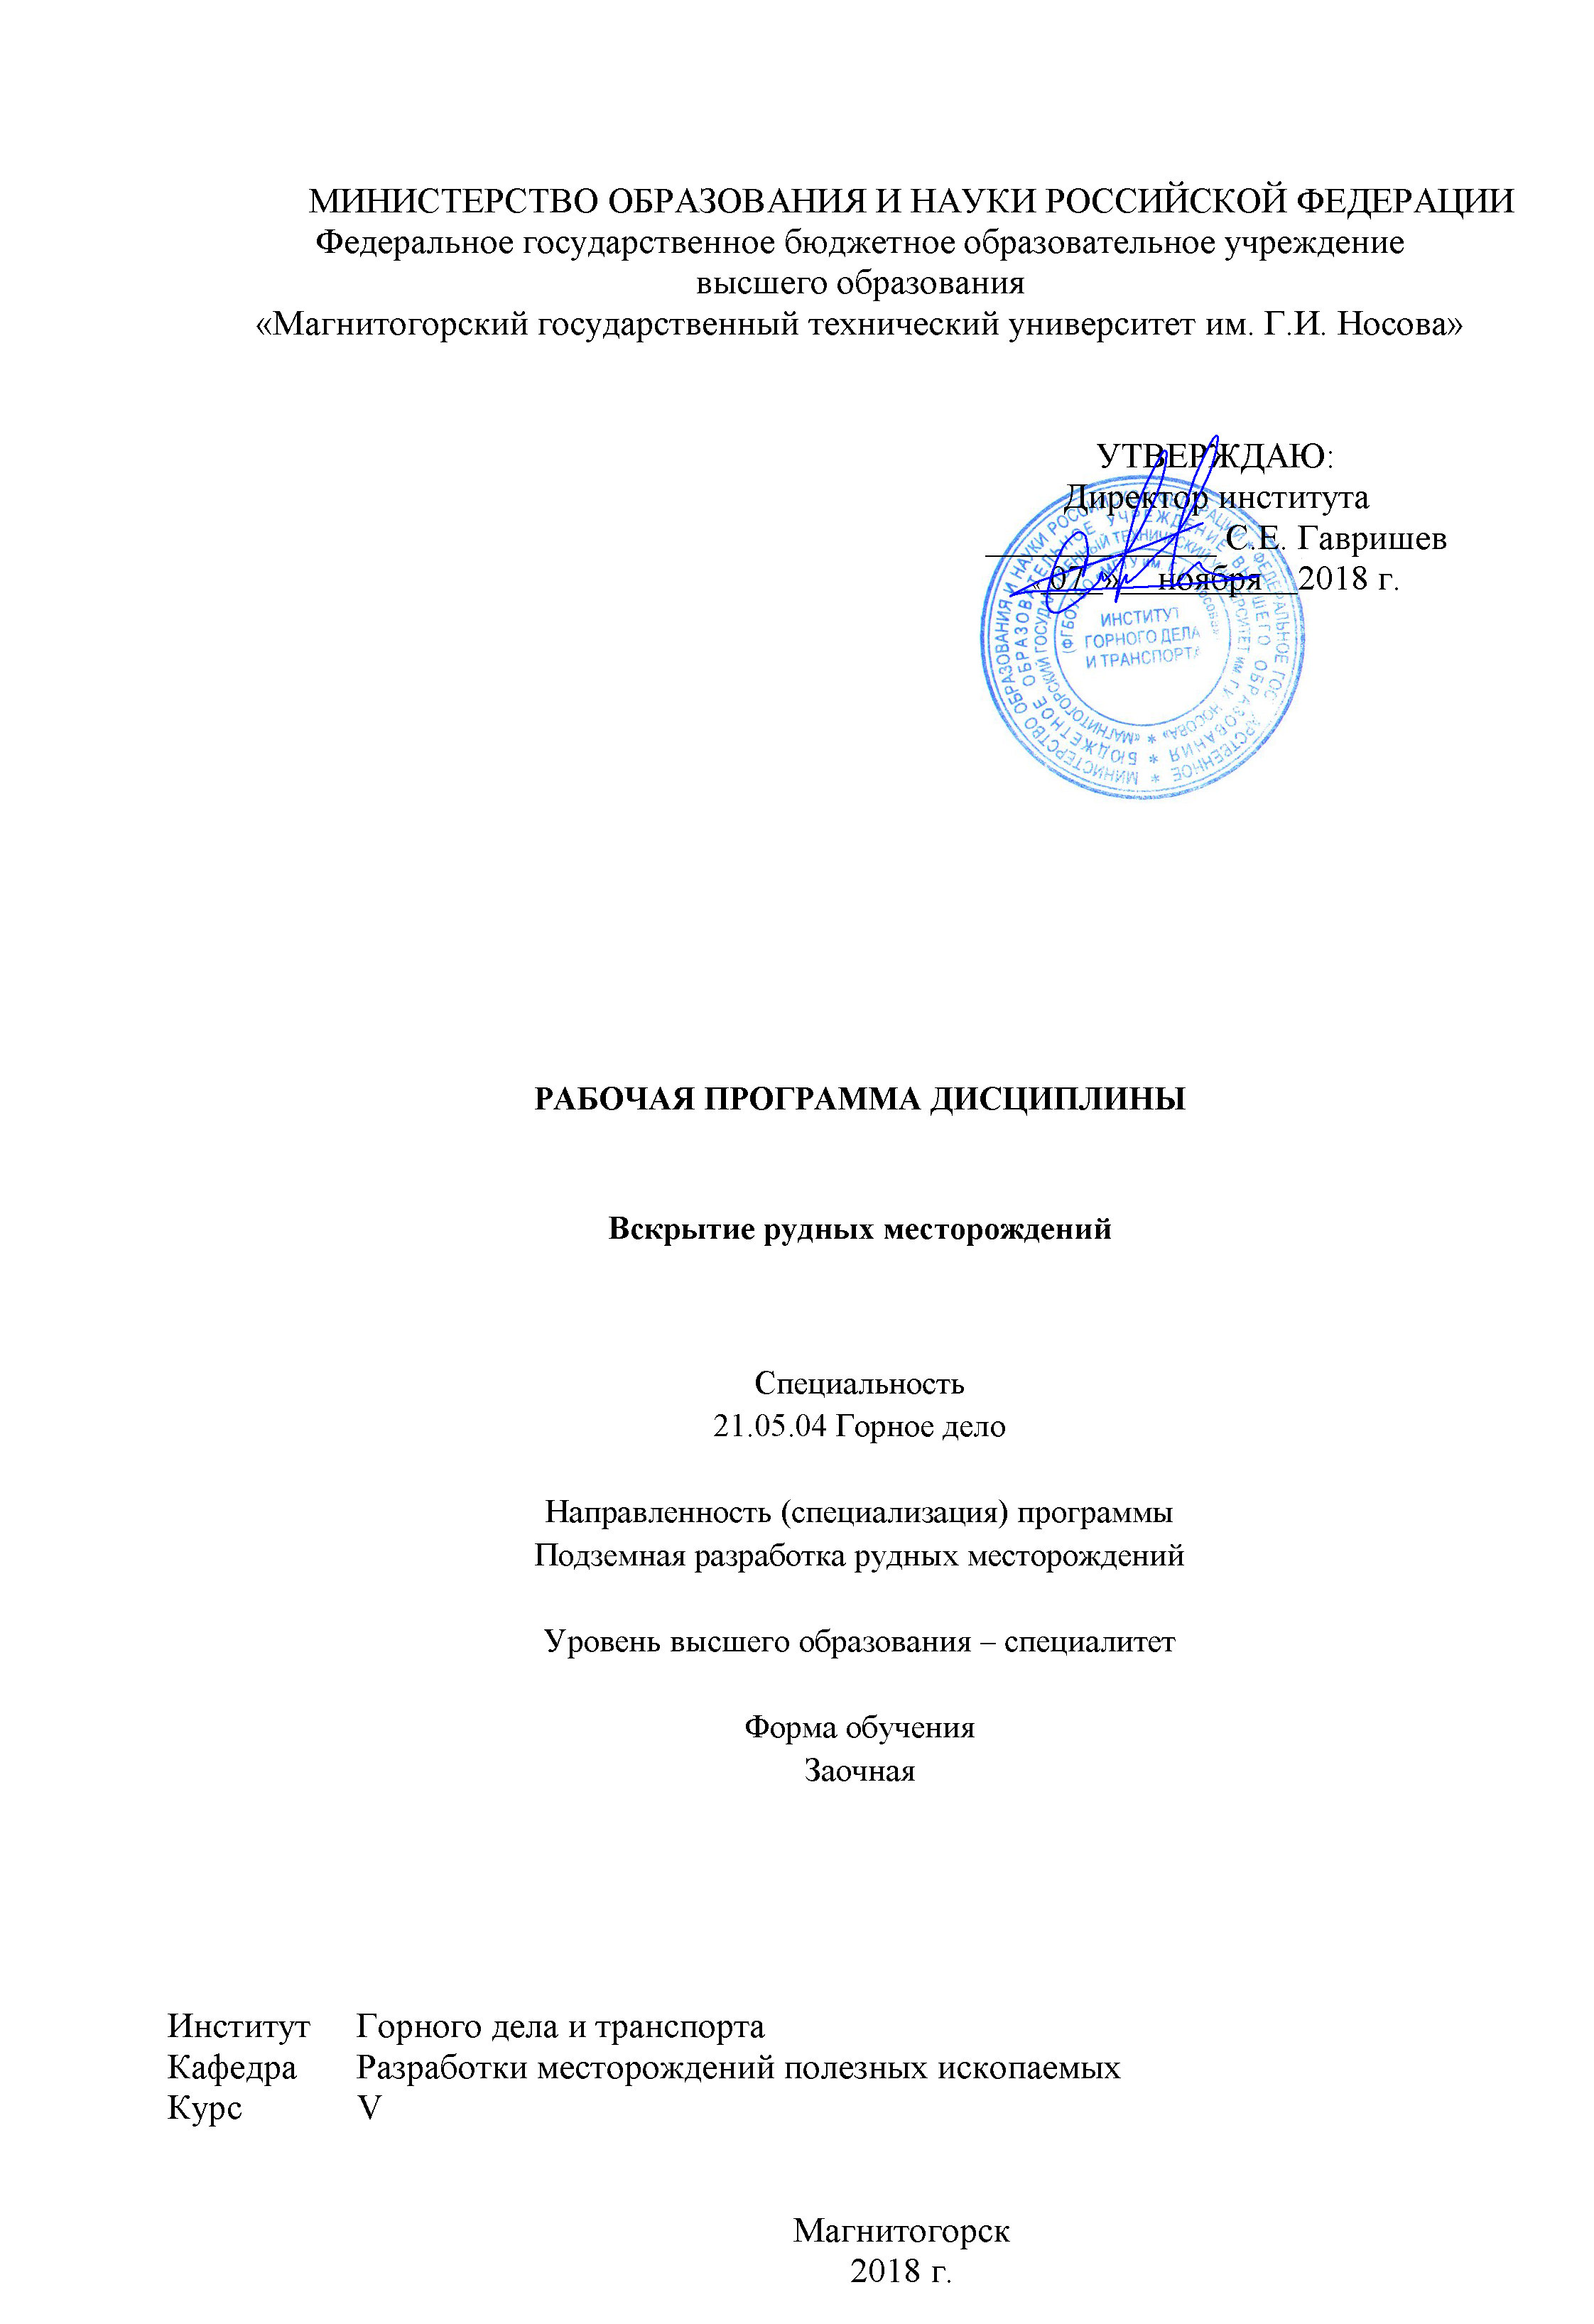 МИНИСТЕРСТВО ОБРАЗОВАНИЯ И НАУКИ РОССИЙСКОЙ ФЕДЕРАЦИИ
Федеральное государственное бюджетное образовательное учреждение
высшего образования
«Магнитогорский государственный технический университет им. Г.И. Носова»
УТВЕРЖДАЮ:
Директор института
С.Е. Гавришев
«07» ноября 2018 г.
ИНСТИТУТ
ГОРНОГО ДЕЛА
И ТРАНСПОРТА
РАБОЧАЯ ПРОГРАММА ДИСЦИПЛИНЫ
Вскрытие рудных месторождений
Специальность
21.05.04 Горное дело
Направленность (специализация) программы
Подземная разработка рудных месторождений
Уровень высшего образования – специалитет
Форма обучения
Заочная
Институт Горного дела и транспорта
Кафедра Разработки месторождений полезных ископаемых
Курс V
Магнитогорск
2018 г.